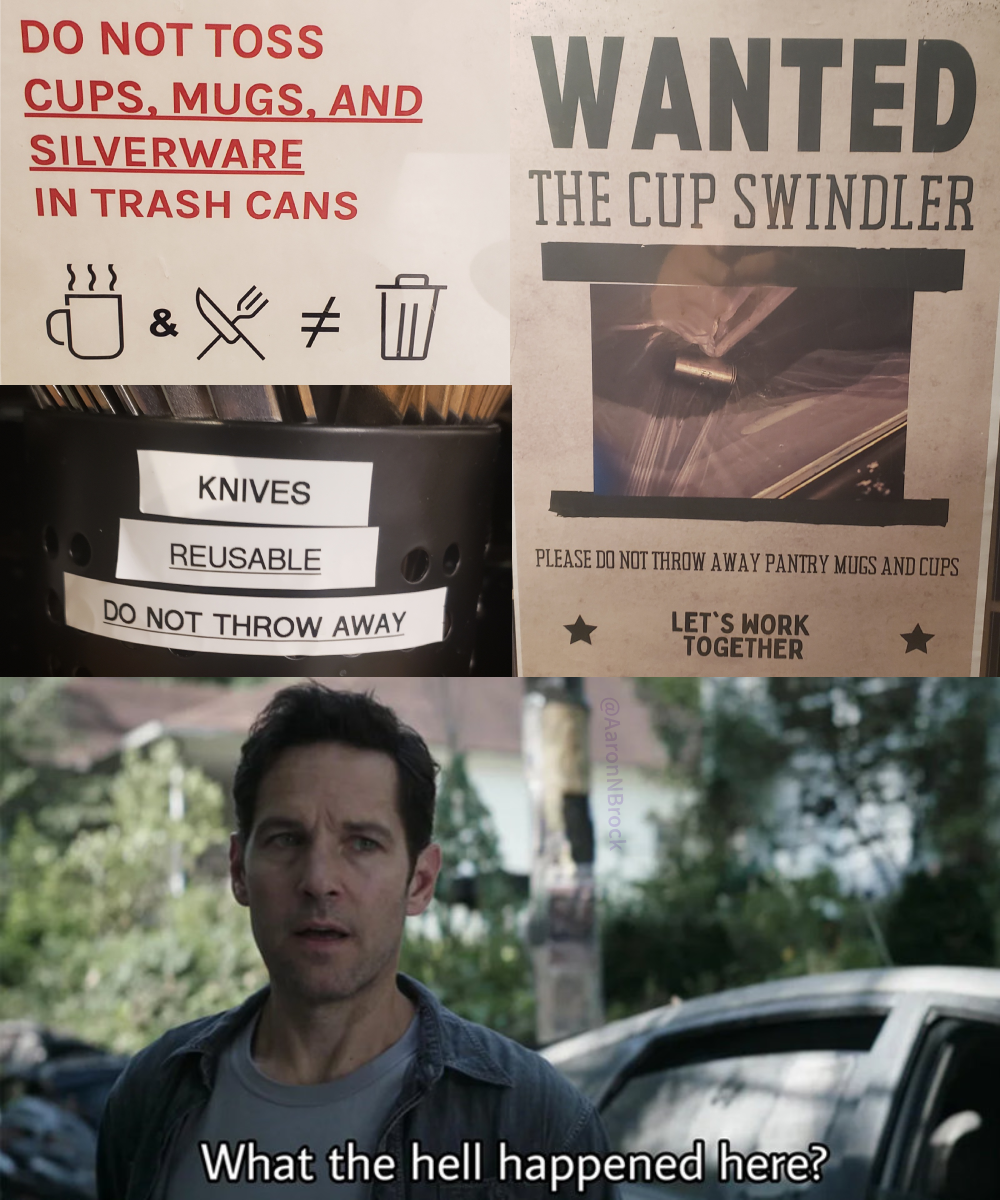 DO NOT TOSS
CUPS, MUGS, AND
SILVERWARE
IN TRASH CANS
&
≠
WANTED
THE CUP SWINDLER
PLEASE DO NOT THROW AWAY PANTRY MUGS AND CUPS
LET`S WORK
TOGETHER
KNIVES
REUSABLE
DO NOT THROW AWAY
@AaronNBrock
What the hell happened here?